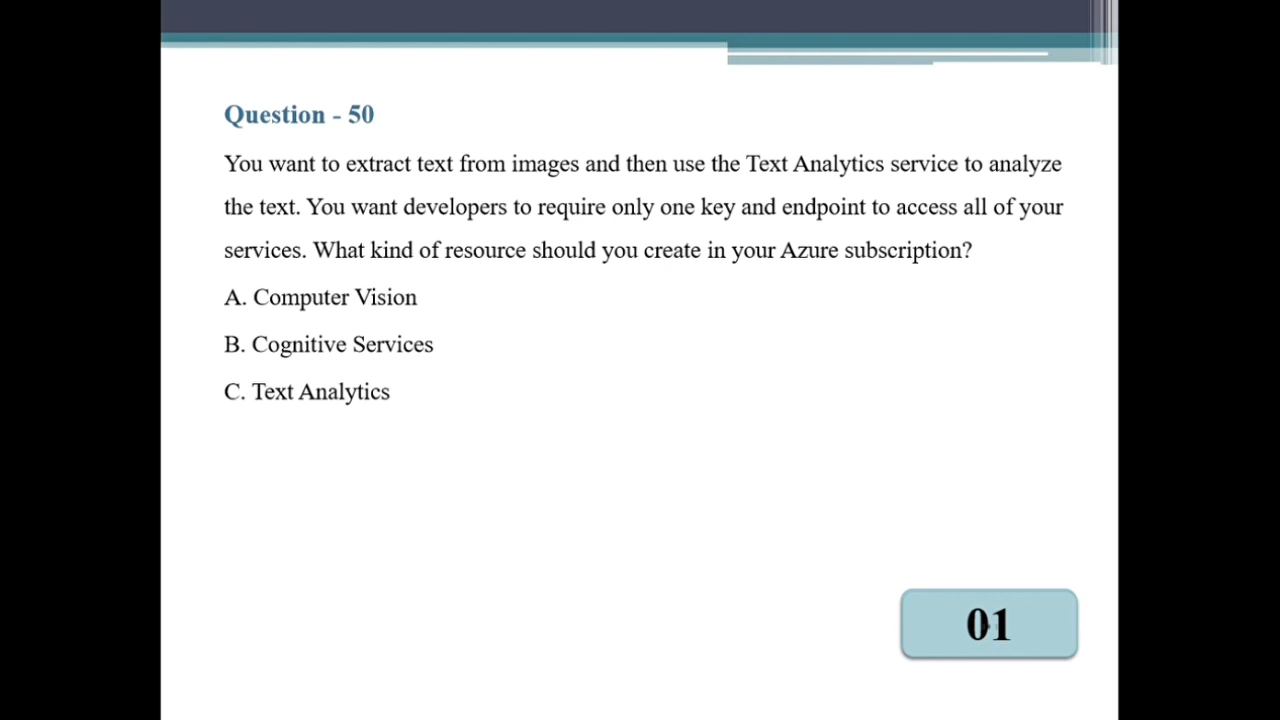 Question - 50
You want to extract text from images and then use the Text Analytics service to analyze
the text. You want developers to require only one key and endpoint to access all of your
services. What kind of resource should you create in your Azure subscription?
A. Computer Vision
B. Cognitive Services
C. Text Analytics
01